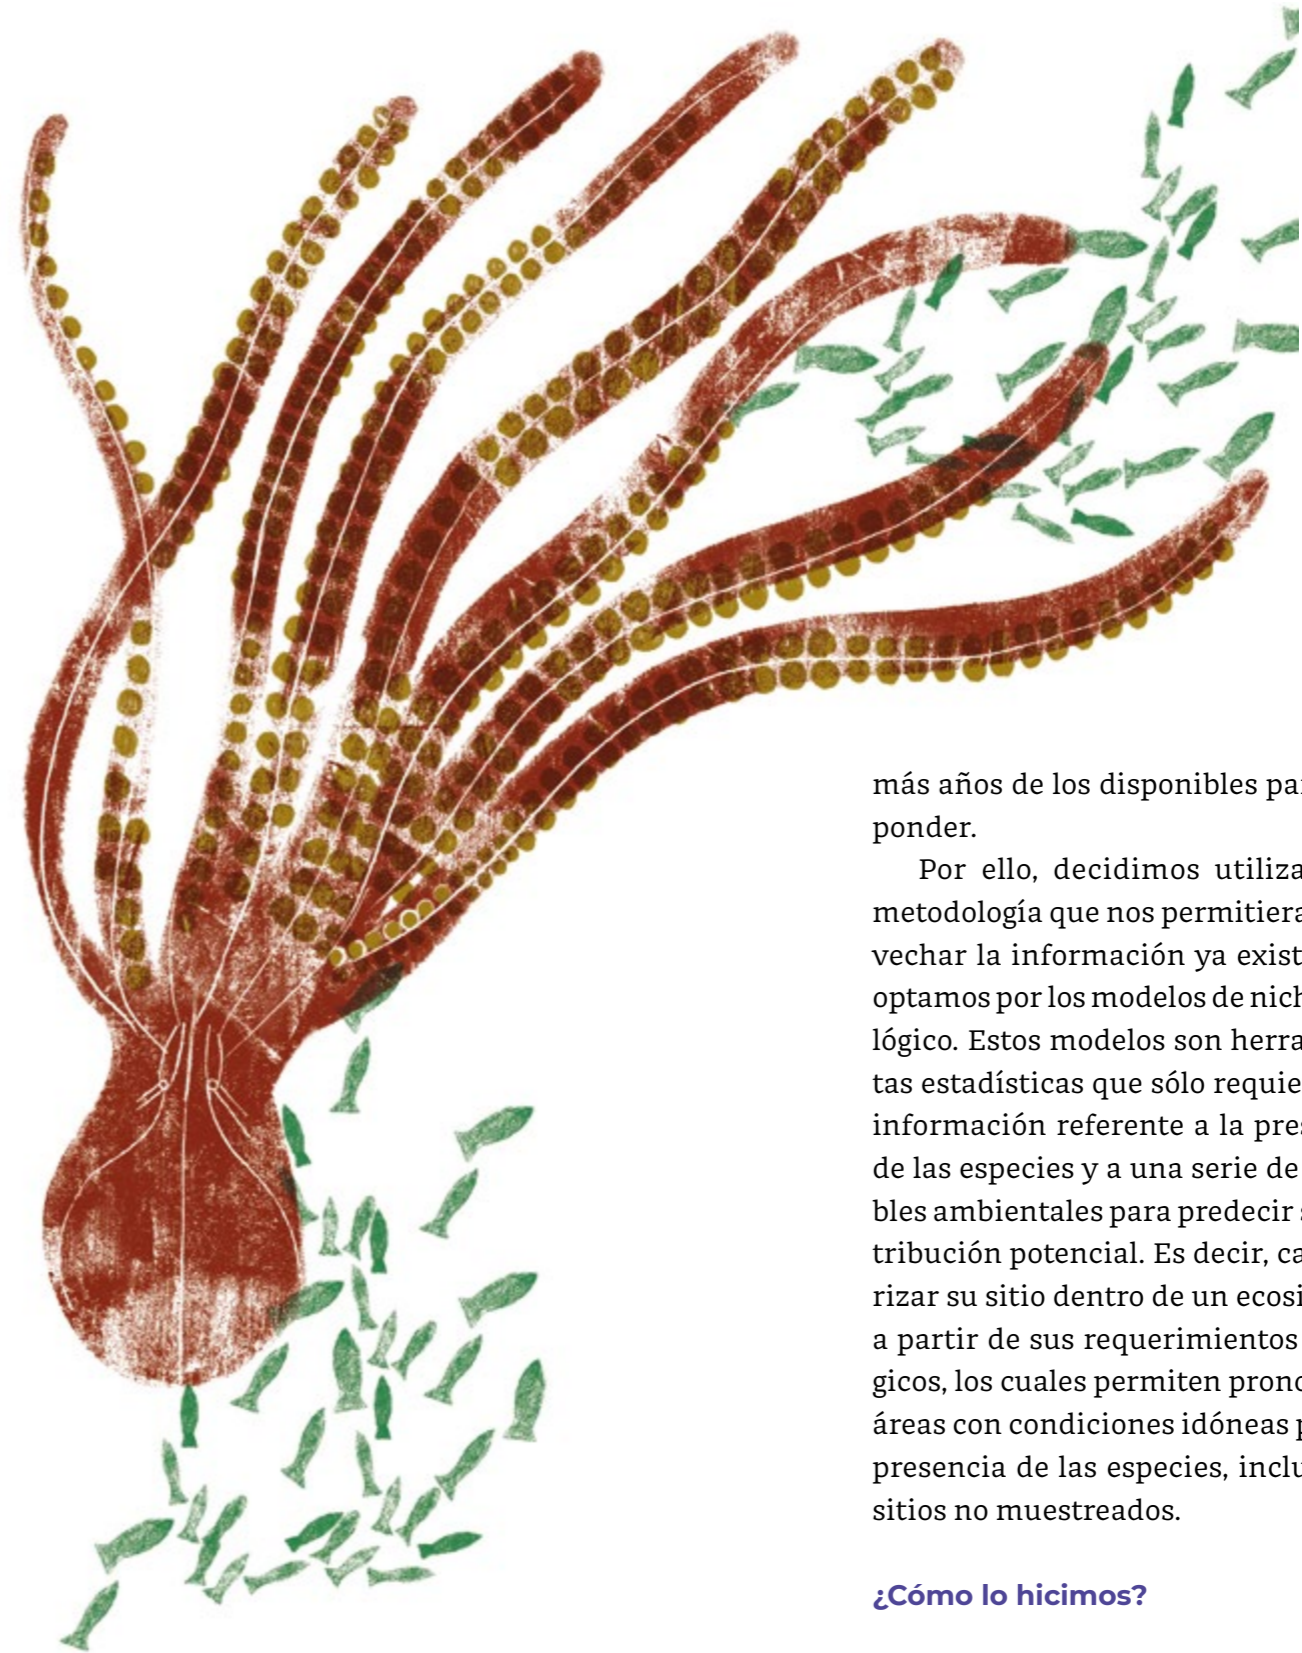 más años de los disponibles pa
ponder.
Por ello, decidimos utiliza
metodología que nos permitiera
vechar la información ya exist
optamos por los modelos de nich
lógico. Estos modelos son herra
tas estadísticas que sólo requie
información referente a la pres
de las especies y a una serie de
bles ambientales para predecir s
tribución potencial. Es decir, ca
rizar su sitio dentro de un ecosi
a partir de sus requerimientos
gicos, los cuales permiten prono
áreas con condiciones idóneas p
presencia de las especies, inclu
sitios no muestreados.
¿Cómo lo hicimos?